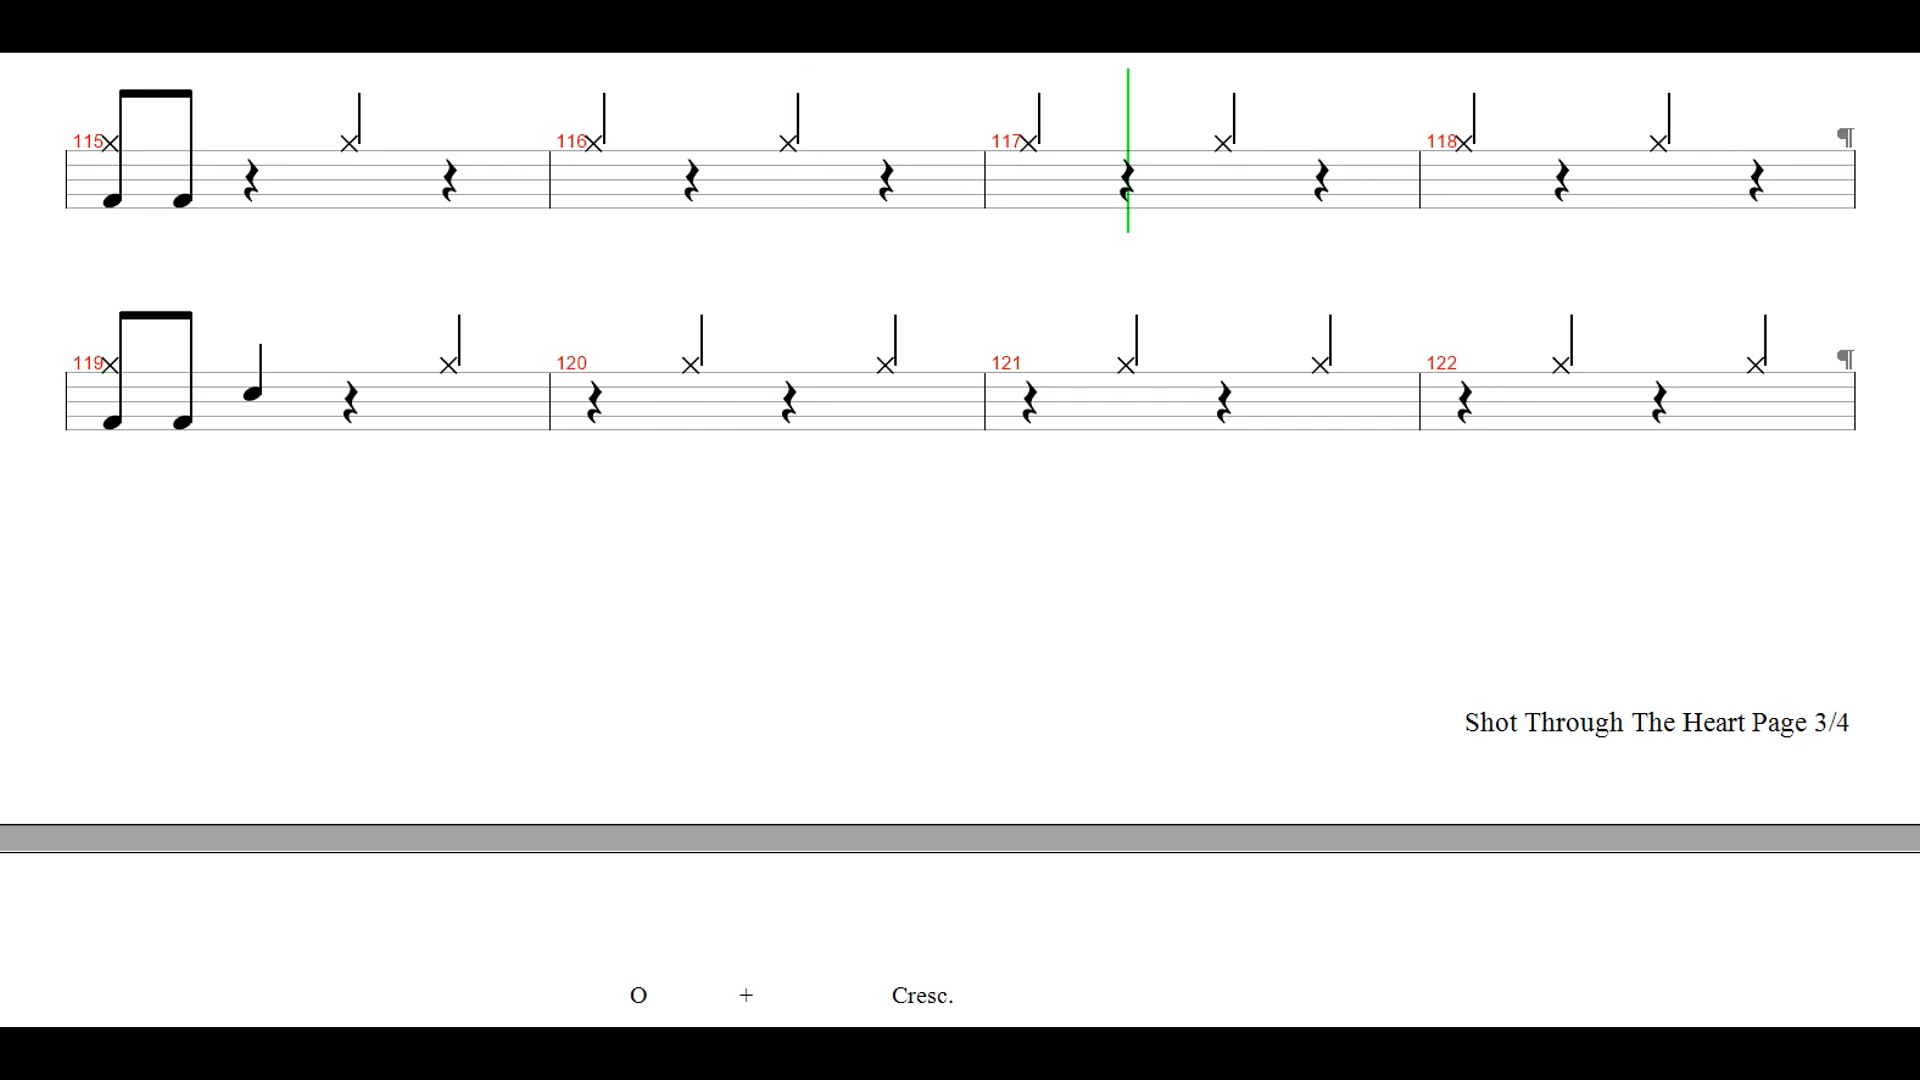 115 116 117 118 ¶
119 120 121 122 ¶
Shot Through The Heart Page 3/4
O + Cresc.